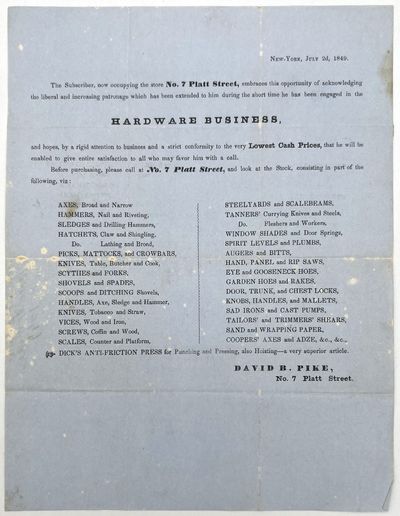 New-York, July 2d, 1849.
The Subscriber, now occupying the store No. 7 Platt Street, embraces this opportunity of acknowledging
the liberal and increasing patronage which has been extended to him during the short time he has been engaged in the
HARDWARE BUSINESS,
and hopes, by a rigid attention to business and a strict conformity to the very Lowest Cash Prices, that he will be
enabled to give entire satisfaction to all who may favor him with a call.
Before purchasing, please call at No. 7 Platt Street, and look at the Stock, consisting in part of the
following, viz:
AXES, Broad and Narrow
HAMMERS, Nail and Riveting,
SLEDGES and Drilling Hammers,
HATCHETS, Claw and Shingling,
Do. Lathing and Broad,
PICKS, MATTOCKS, and CROWBARS,
KNIVES, Table, Butcher and Cook,
SCYTHES and FORKS,
SHOVELS and SPADES,
SCOOPS and DITCHING Shovels,
HANDLES, Axe, Sledge and Hammer,
KNIVES, Tobacco and Straw,
VICES, Wood and Iron,
SCREWS, Coffin and Wood,
SCALES, Counter and Platform,
STEELYARDS and SCALEBEAMS,
TANNERS' Currying Knives and Steels,
Do. Fleshers and Workers,
WINDOW SHADES and Door Springs,
SPIRIT LEVELS and PLUMBS,
AUGERS and BITTS,
HAND, PANEL and RIP SAWS,
EYE and GOOSENECK HOES,
GARDEN HOES and RAKES,
DOOR, TRUNK, and CHEST LOCKS,
KNOBS, HANDLES, and MALLETS,
SAD IRONS and CAST PUMPS,
TAILORS' and TRIMMERS' SHEARS,
SAND and WRAPPING PAPER,
COOPERS' AXES and ADZE, &c., &c.,
DICK'S ANTI-FRICTION PRESS for Punching and Pressing, also Hoisting—a very superior article.
DAVID B. PIKE,
No. 7 Platt Street.